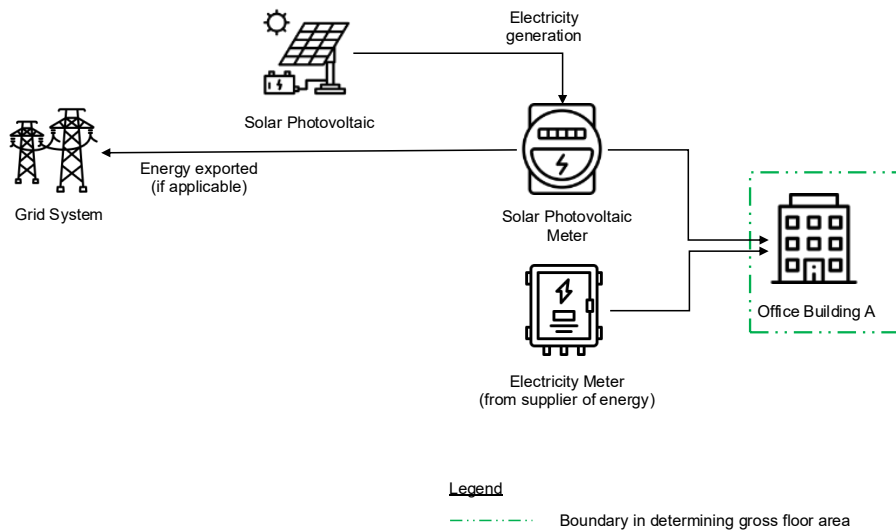 Electricity
generation
Solar Photovoltaic
Energy exported
(if applicable)
Grid System
Solar Photovoltaic
Meter
Office Building A
Electricity Meter
(from supplier of energy)
Legend
Boundary in determining gross floor area